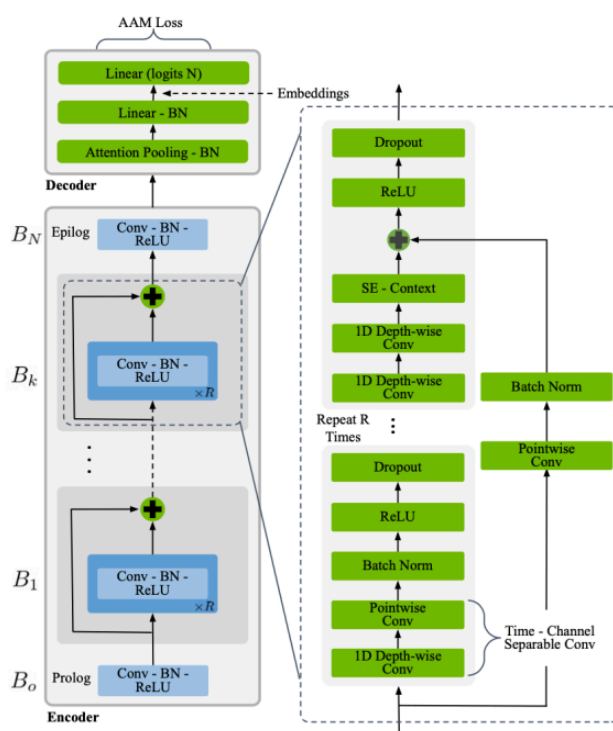 AAM Loss
Linear (logits N)
Embeddings
Linear - BN
Attention Pooling - BN
Decoder
B_N
Epilog
Conv - BN -
ReLU
B_k
Conv - BN -
ReLU
×R
B_1
Conv - BN -
ReLU
×R
B_o
Prolog
Conv - BN -
ReLU
Encoder
Dropout
ReLU
SE - Context
1D Depth-wise
Conv
1D Depth-wise
Conv
Batch Norm
Pointwise
Conv
Repeat R
Times
Dropout
ReLU
Batch Norm
Pointwise
Conv
1D Depth-wise
Conv
Time - Channel
Separable Conv